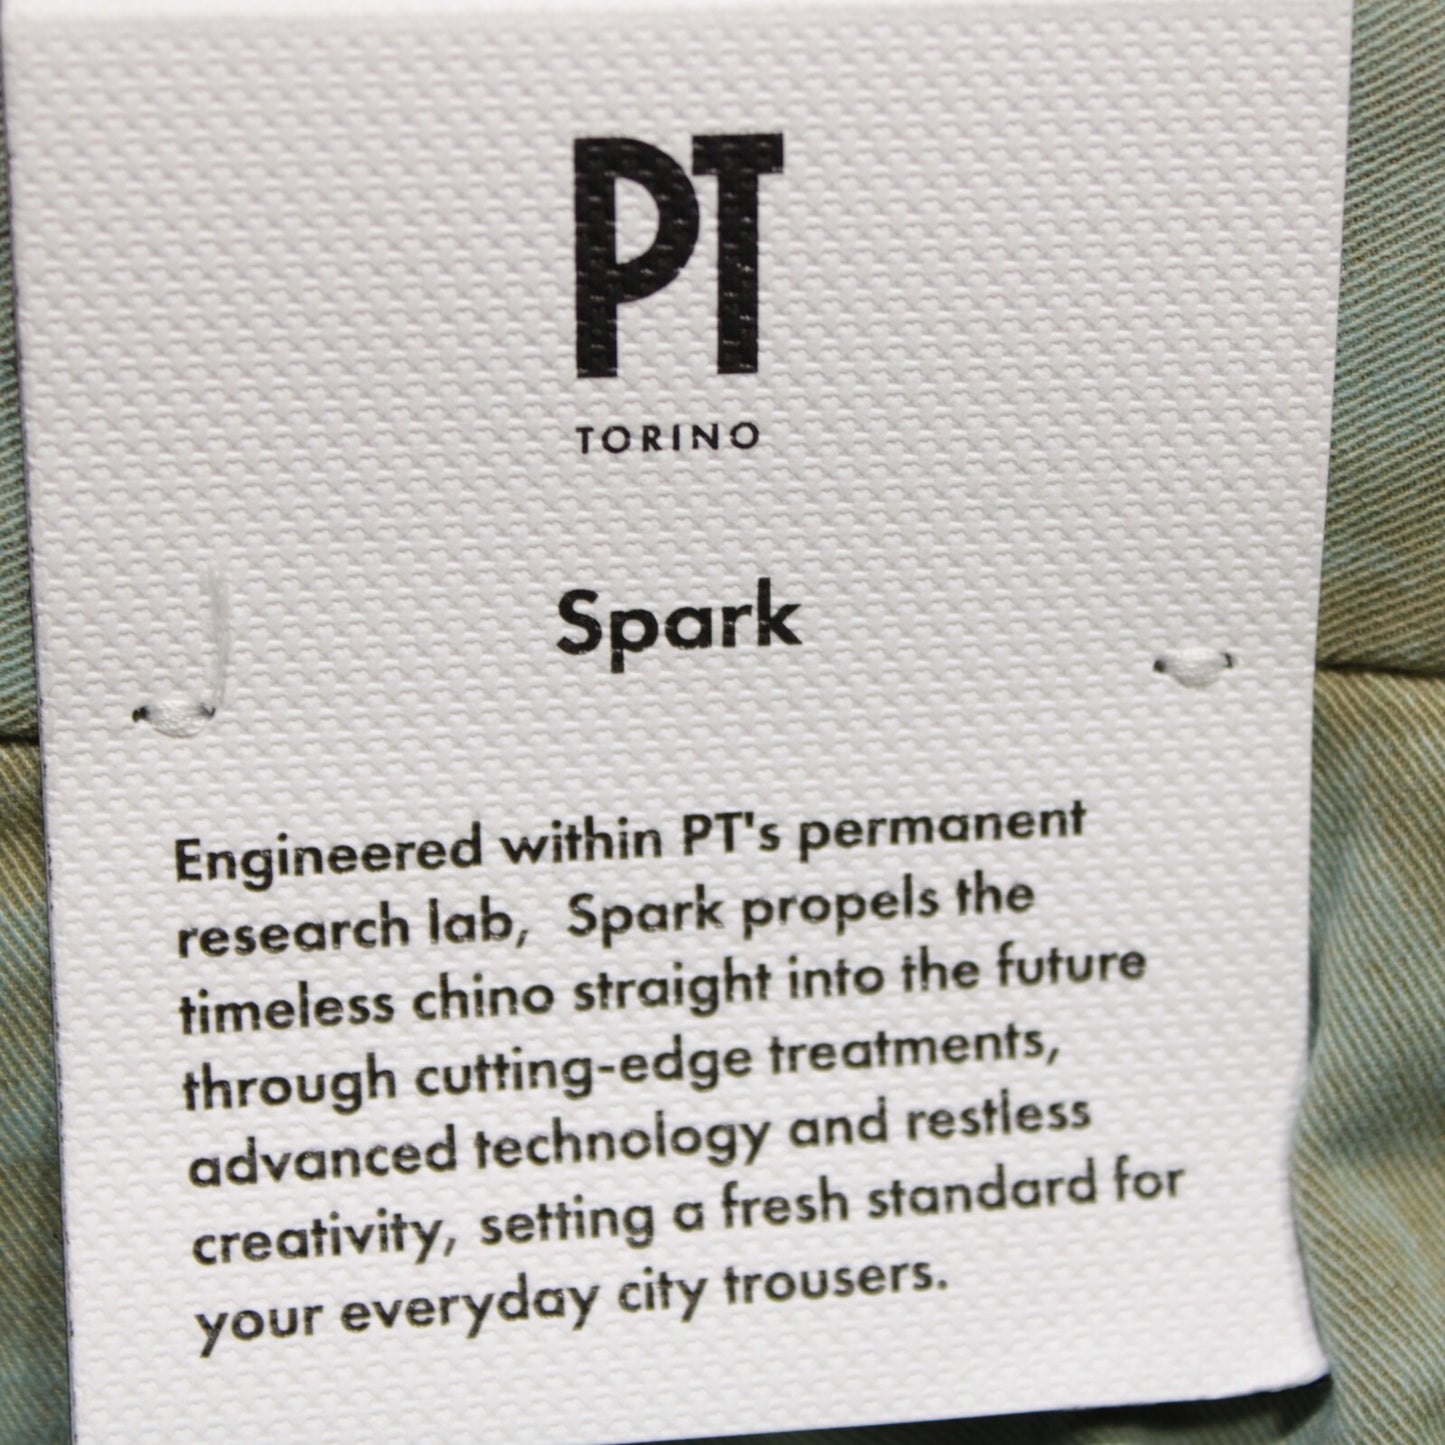 PT
TORINO
Spark
Engineered within PT's permanent
research lab,  Spark propels the
timeless chino straight into the future
through cutting-edge treatments,
advanced technology and restless
creativity, setting a fresh standard for
your everyday city trousers.